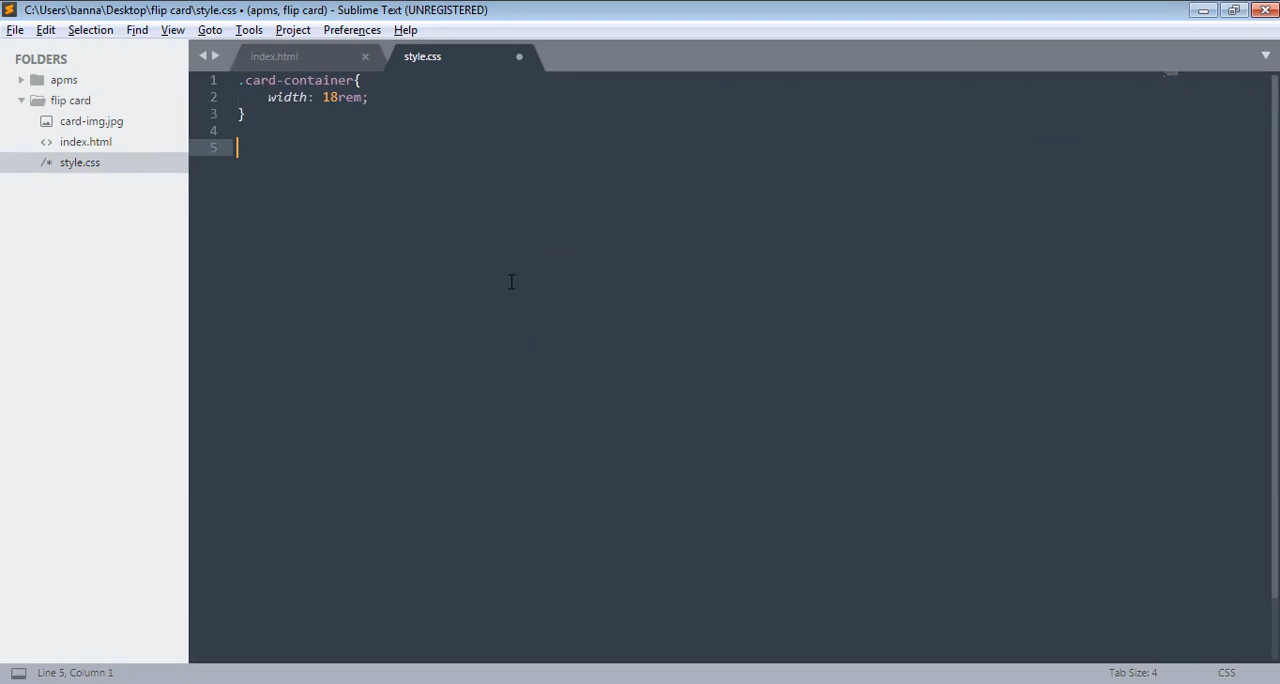 C:\Users\banna\Desktop\flip card\style.css • (apms, flip card) - Sublime Text (UNREGISTERED)
File Edit Selection Find View Goto Tools Project Preferences Help
FOLDERS
apms
flip card
card-img.jpg
index.html
style.css
index.html
style.css
1 .card-container{
2 width: 18rem;
3 }
4
5
Line 5, Column 1
Tab Size: 4
CSS